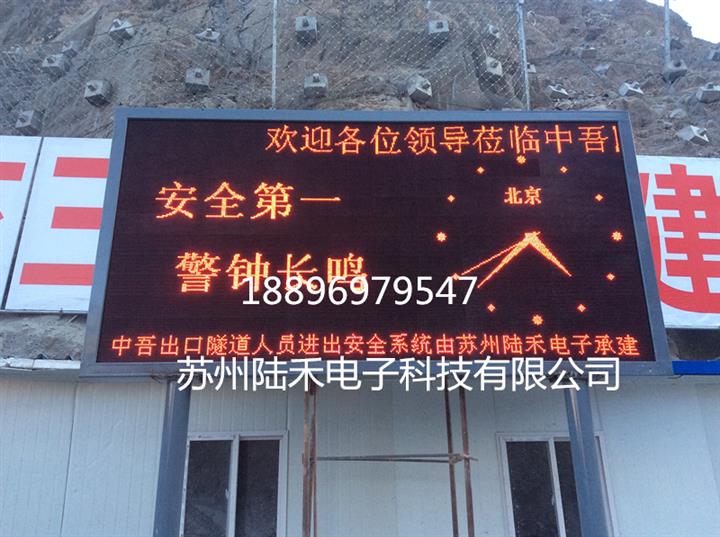 欢迎各位领导莅临中吾
安全第一
北京
警钟长鸣
18896979547
中吾出口隧道人员进出安全系统由苏州陆禾电子承建
苏州陆禾电子科技有限公司
三
建